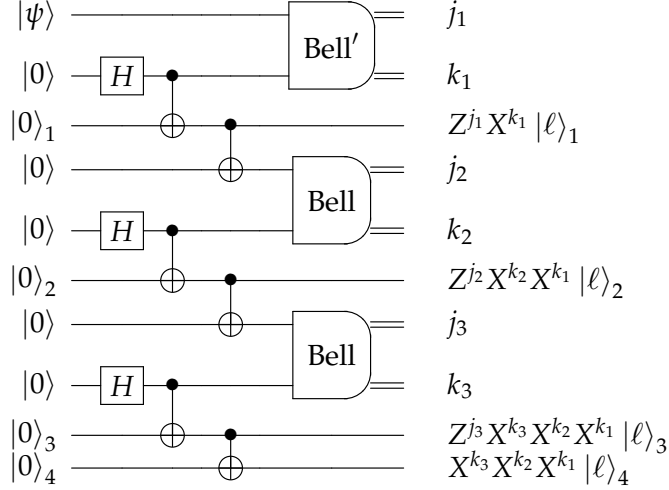 |ψ⟩ Bell′ j₁
|0⟩ H k₁
|0⟩₁ Z^{j₁} X^{k₁} |ℓ⟩₁
|0⟩ j₂
Bell
|0⟩ H k₂
|0⟩₂ Z^{j₂} X^{k₂} X^{k₁} |ℓ⟩₂
|0⟩ j₃
Bell
|0⟩ H k₃
|0⟩₃ Z^{j₃} X^{k₃} X^{k₂} X^{k₁} |ℓ⟩₃
|0⟩₄ X^{k₃} X^{k₂} X^{k₁} |ℓ⟩₄